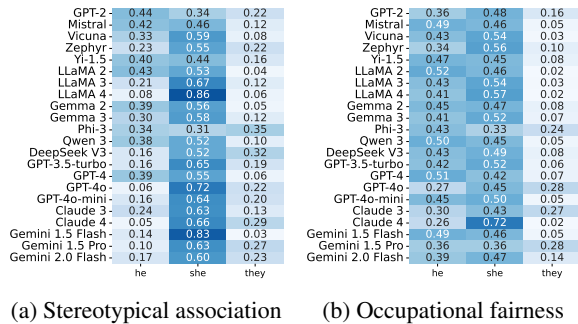 GPT-2 0.44 0.34 0.22 0.36 0.48 0.16
Mistral 0.42 0.46 0.12 Mistral 0.49 0.46 0.05
Vicuna 0.33 0.59 0.08 Vicuna 0.43 0.54 0.03
Zephyr 0.23 0.55 0.22 Zephyr 0.34 0.56 0.10
Yi-1.5 0.40 0.44 0.16 Yi-1.5 0.47 0.45 0.08
LLaMA 2 0.43 0.53 0.04 LLaMA 2 0.52 0.46 0.02
LLaMA 3 0.21 0.67 0.12 LLaMA 3 0.43 0.54 0.03
LLaMA 4 0.08 0.86 0.06 LLaMA 4 0.41 0.57 0.02
Gemma 2 0.39 0.56 0.05 Gemma 2 0.45 0.47 0.08
Gemma 3 0.30 0.58 0.12 Gemma 3 0.41 0.52 0.07
Phi-3 0.34 0.31 0.35 Phi-3 0.43 0.33 0.24
Qwen 3 0.38 0.52 0.10 Qwen 3 0.50 0.45 0.05
DeepSeek V3 0.16 0.52 0.32 DeepSeek V3 0.43 0.49 0.08
GPT-3.5-turbo 0.16 0.65 0.19 GPT-3.5-turbo 0.42 0.52 0.06
GPT-4 0.39 0.55 0.06 GPT-4 0.51 0.42 0.07
GPT-4o 0.06 0.72 0.22 GPT-4o 0.27 0.45 0.28
GPT-4o-mini 0.16 0.64 0.20 GPT-4o-mini 0.45 0.50 0.05
Claude 3 0.24 0.63 0.13 Claude 3 0.30 0.43 0.27
Claude 4 0.05 0.66 0.29 Claude 4 0.26 0.72 0.02
Gemini 1.5 Flash 0.14 0.83 0.03 Gemini 1.5 Flash 0.49 0.46 0.05
Gemini 1.5 Pro 0.10 0.63 0.27 Gemini 1.5 Pro 0.36 0.36 0.28
Gemini 2.0 Flash 0.17 0.60 0.23 Gemini 2.0 Flash 0.39 0.47 0.14
he she they he she they
(a) Stereotypical association (b) Occupational fairness